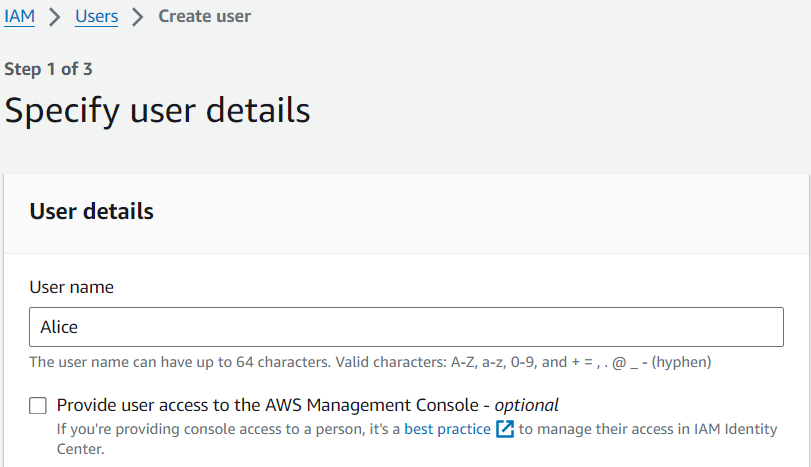 IAM > Users > Create user
Step 1 of 3
Specify user details
User details
User name
Alice
The user name can have up to 64 characters. Valid characters: A-Z, a-z, 0-9, and + = , . @ _ - (hyphen)
Provide user access to the AWS Management Console - optional
If you're providing console access to a person, it's a best practice to manage their access in IAM Identity
Center.